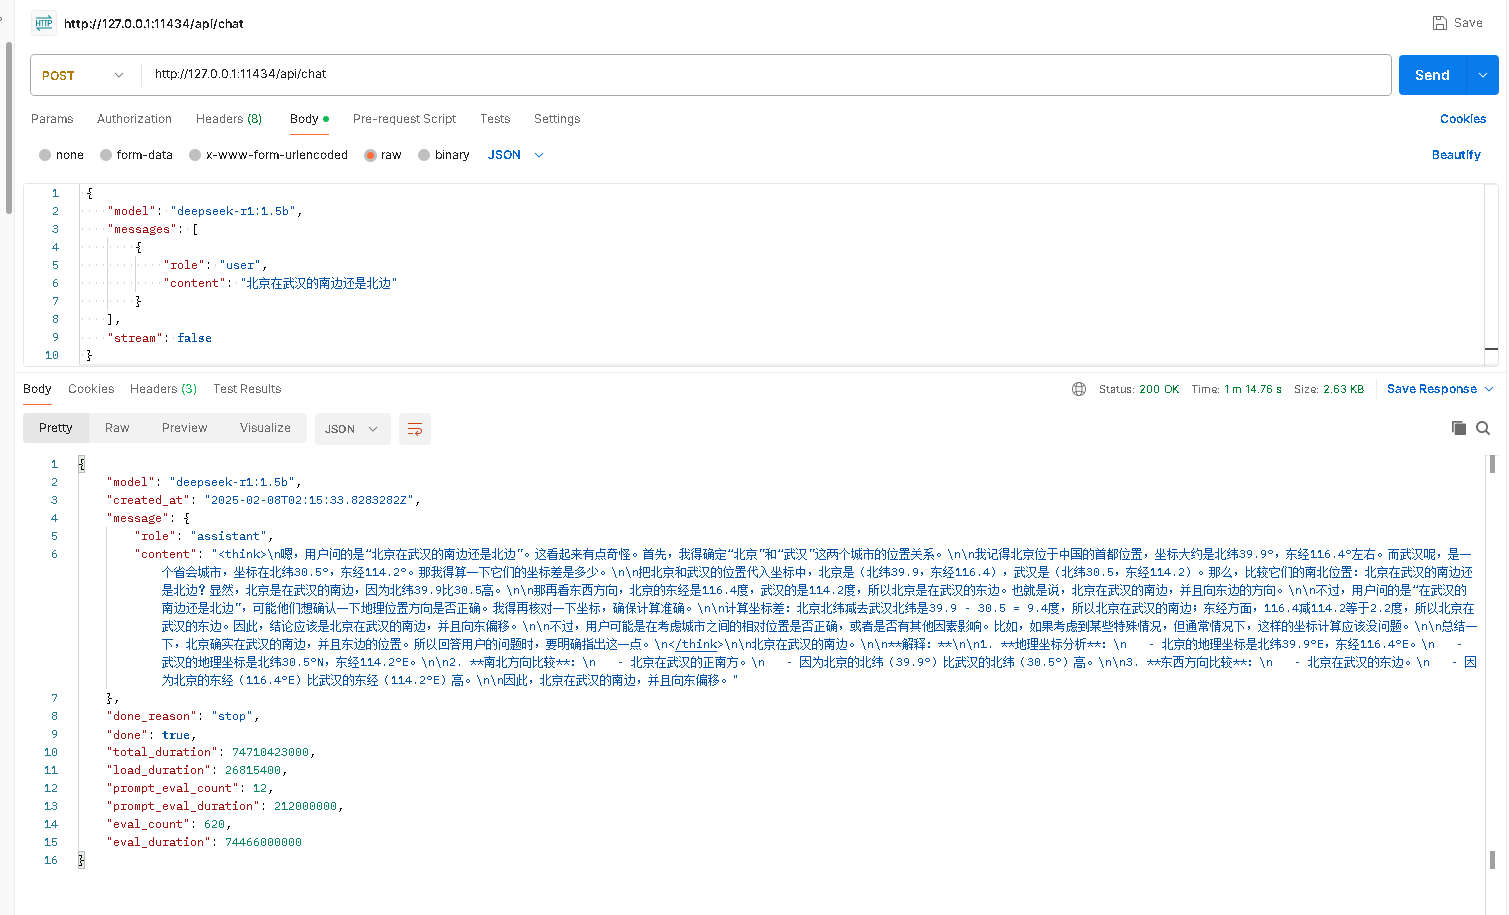 HTTP http://127.0.0.1:11434/api/chat Save
POST http://127.0.0.1:11434/api/chat Send
Params Authorization Headers (8) Body Pre-request Script Tests Settings Cookies
none form-data x-www-form-urlencoded raw binary JSON Beautify
1 {
2 "model": "deepseek-r1:1.5b",
3 "messages": [
4 {
5 "role": "user",
6 "content": "北京在武汉的南边还是北边"
7 }
8 ],
9 "stream": false
10 }
Body Cookies Headers (3) Test Results Status: 200 OK Time: 1 m 14.76 s Size: 2.63 KB Save Response
Pretty Raw Preview Visualize JSON
1 {
2 "model": "deepseek-r1:1.5b",
3 "created_at": "2025-02-08T02:15:33.8283282Z",
4 "message": {
5 "role": "assistant",
6 "content": "<think>\n嗯，用户问的是“北京在武汉的南边还是北边”。这看起来有点奇怪。首先，我得确定“北京”和“武汉”这两个城市的位置关系。\n\n我记得北京位于中国的首都位置，坐标大约是北纬39.9°，东经116.4°左右。而武汉呢，是一
个省会城市，坐标在北纬30.5°，东经114.2°。那我得算一下它们的坐标差是多少。\n\n把北京和武汉的位置代入坐标中，北京是（北纬39.9，东经116.4），武汉是（北纬30.5，东经114.2）。那么，比较它们的南北位置：北京在武汉的南边还
是北边？显然，北京是在武汉的南边，因为北纬39.9比30.5高。\n\n那再看东西方向，北京的东经是116.4度，武汉的是114.2度，所以北京是在武汉的东边。也就是说，北京在武汉的南边，并且向东边的方向。\n\n不过，用户问的是“在武汉的
南边还是北边”，可能他们想确认一下地理位置方向是否正确。我得再核对一下坐标，确保计算准确。\n\n计算坐标差：北京北纬减去武汉北纬是39.9 - 30.5 = 9.4度，所以北京在武汉的南边；东经方面，116.4减114.2等于2.2度，所以北京在
武汉的东边。因此，结论应该是北京在武汉的南边，并且向东偏移。\n\n不过，用户可能是在考虑城市之间的相对位置是否正确，或者是否有其他因素影响。比如，如果考虑到某些特殊情况，但通常情况下，这样的坐标计算应该没问题。\n\n总结一
下，北京确实在武汉的南边，并且东边的位置。所以回答用户的问题时，要明确指出这一点。\n</think>\n\n北京在武汉的南边。\n\n**解释：**\n\n1. **地理坐标分析**：\n - 北京的地理坐标是北纬39.9°E，东经116.4°E。\n -
武汉的地理坐标是北纬30.5°N，东经114.2°E。\n\n2. **南北方向比较**：\n - 北京在武汉的正南方。\n - 因为北京的北纬（39.9°）比武汉的北纬（30.5°）高。\n\n3. **东西方向比较**：\n - 北京在武汉的东边。\n - 因
为北京的东经（116.4°E）比武汉的东经（114.2°E）高。\n\n因此，北京在武汉的南边，并且向东偏移。"
7 },
8 "done_reason": "stop",
9 "done": true,
10 "total_duration": 74710423000,
11 "load_duration": 26815400,
12 "prompt_eval_count": 12,
13 "prompt_eval_duration": 212000000,
14 "eval_count": 620,
15 "eval_duration": 74466000000
16 }